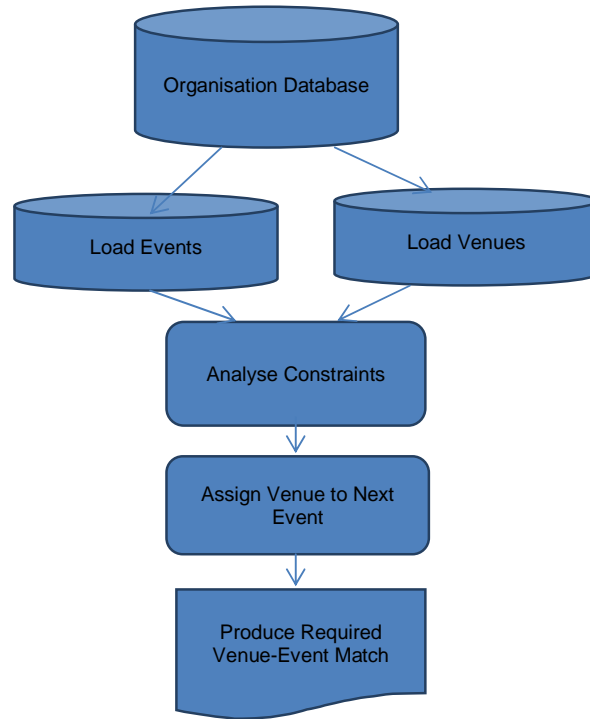 Organisation Database
Load Events
Load Venues
Analyse Constraints
Assign Venue to Next
Event
Produce Required
Venue-Event Match